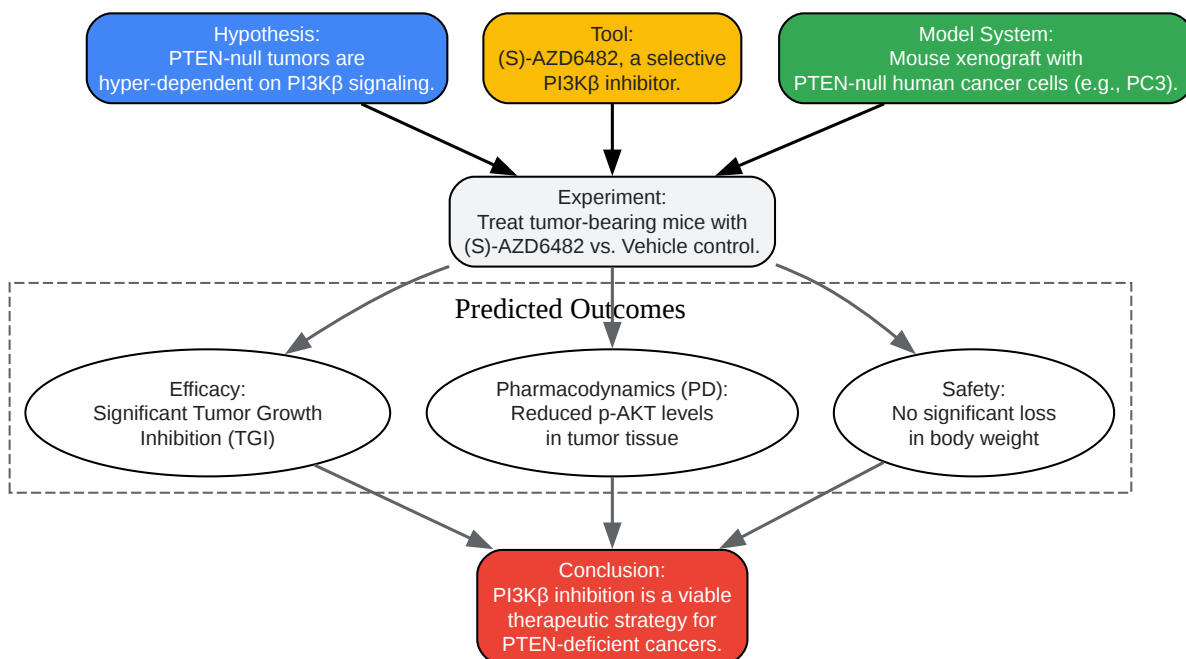 Hypothesis:
PTEN-null tumors are
hyper-dependent on PI3Kβ signaling.
Tool:
(S)-AZD6482, a selective
PI3Kβ inhibitor.
Model System:
Mouse xenograft with
PTEN-null human cancer cells (e.g., PC3).
Experiment:
Treat tumor-bearing mice with
(S)-AZD6482 vs. Vehicle control.
Predicted Outcomes
Efficacy:
Significant Tumor Growth
Inhibition (TGI)
Pharmacodynamics (PD):
Reduced p-AKT levels
in tumor tissue
Safety:
No significant loss
in body weight
Conclusion:
PI3Kβ inhibition is a viable
therapeutic strategy for
PTEN-deficient cancers.